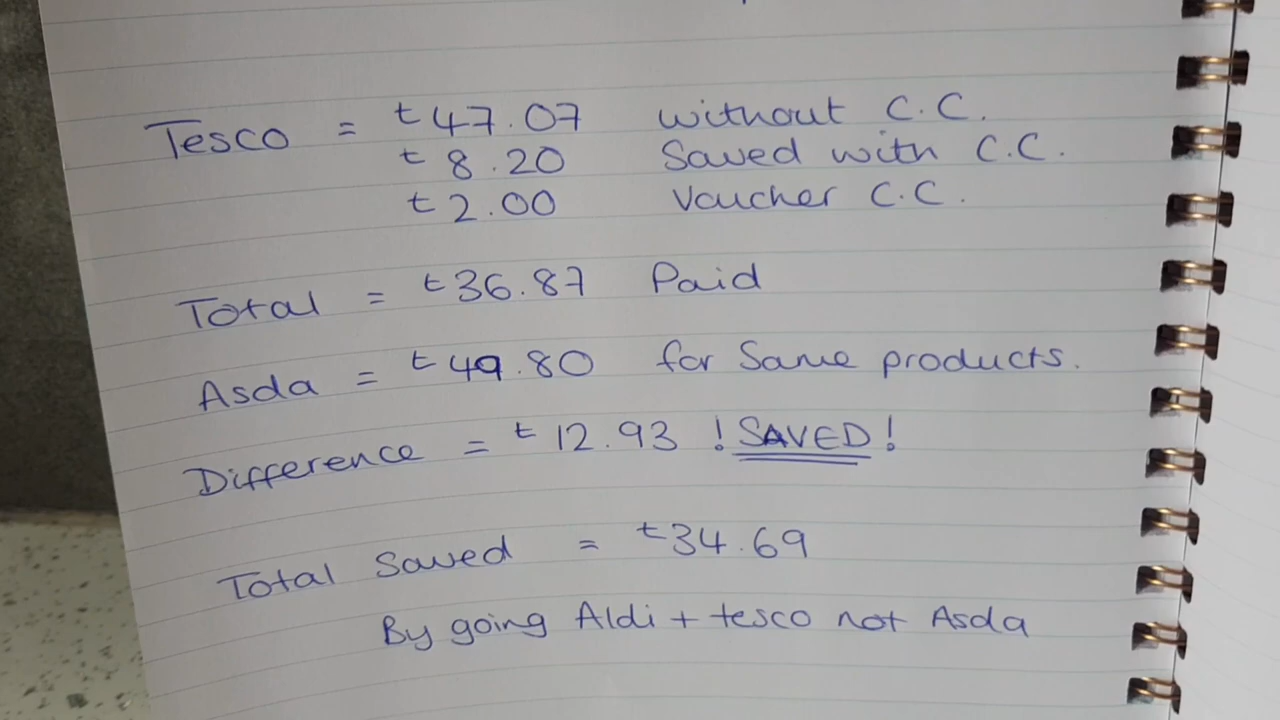 Tesco = £47.07 without C.C.
£8.20 Saved with C.C.
£2.00 Voucher C.C.
Total = £36.87 Paid
Asda = £49.80 for Same products.
Difference = £12.93 !SAVED!
Total Saved = £34.69
By going Aldi + tesco not Asda